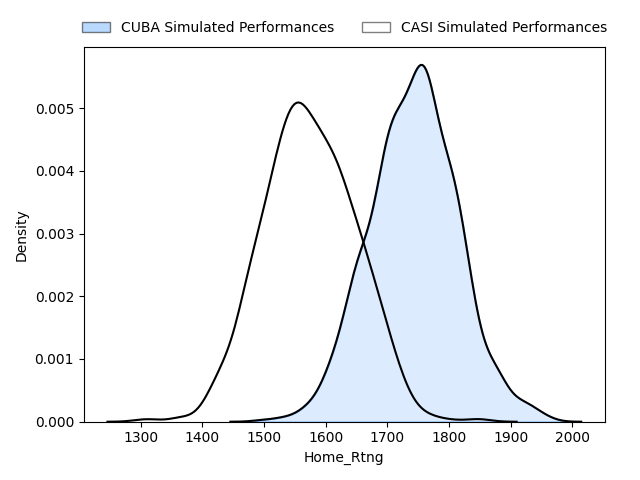 CUBA Simulated Performances CASI Simulated Performances
0.005
0.004
0.003
0.002
0.001
0.000
Density
1300 1400 1500 1600 1700 1800 1900 2000
Home_Rtng